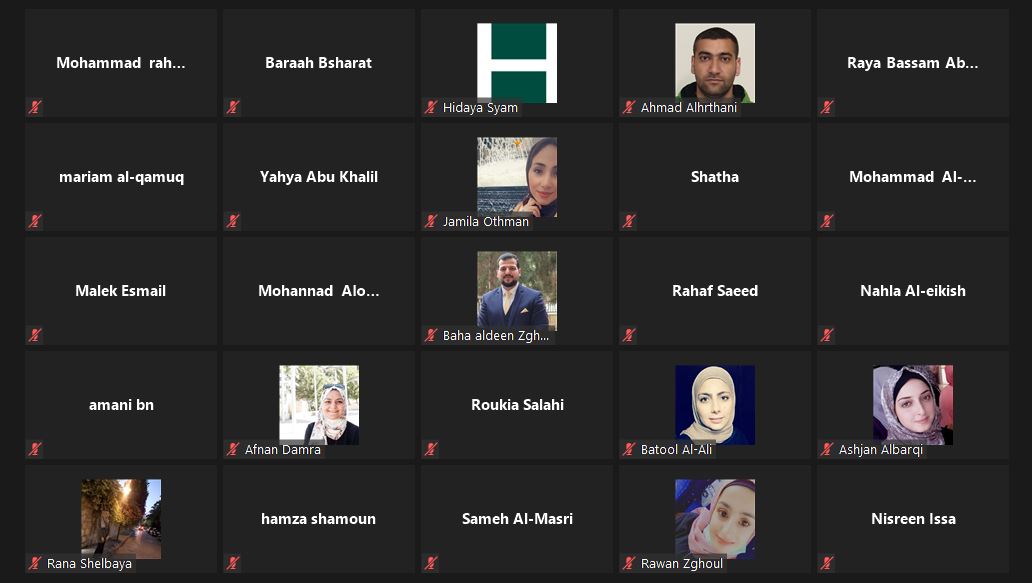 Mohammad rah...
Baraah Bsharat
Hidaya Syam
Ahmad Alhrthani
Raya Bassam Ab...
mariam al-qamuq
Yahya Abu Khalil
Jamila Othman
Shatha
Mohammad Al-...
Malek Esmail
Mohannad Alo...
Baha aldeen Zgh...
Rahaf Saeed
Nahla Al-eikish
amani bn
Afnan Damra
Roukia Salahi
Batool Al-Ali
Ashjan Albarqi
Rana Shelbaya
hamza shamoun
Sameh Al-Masri
Rawan Zghoul
Nisreen Issa